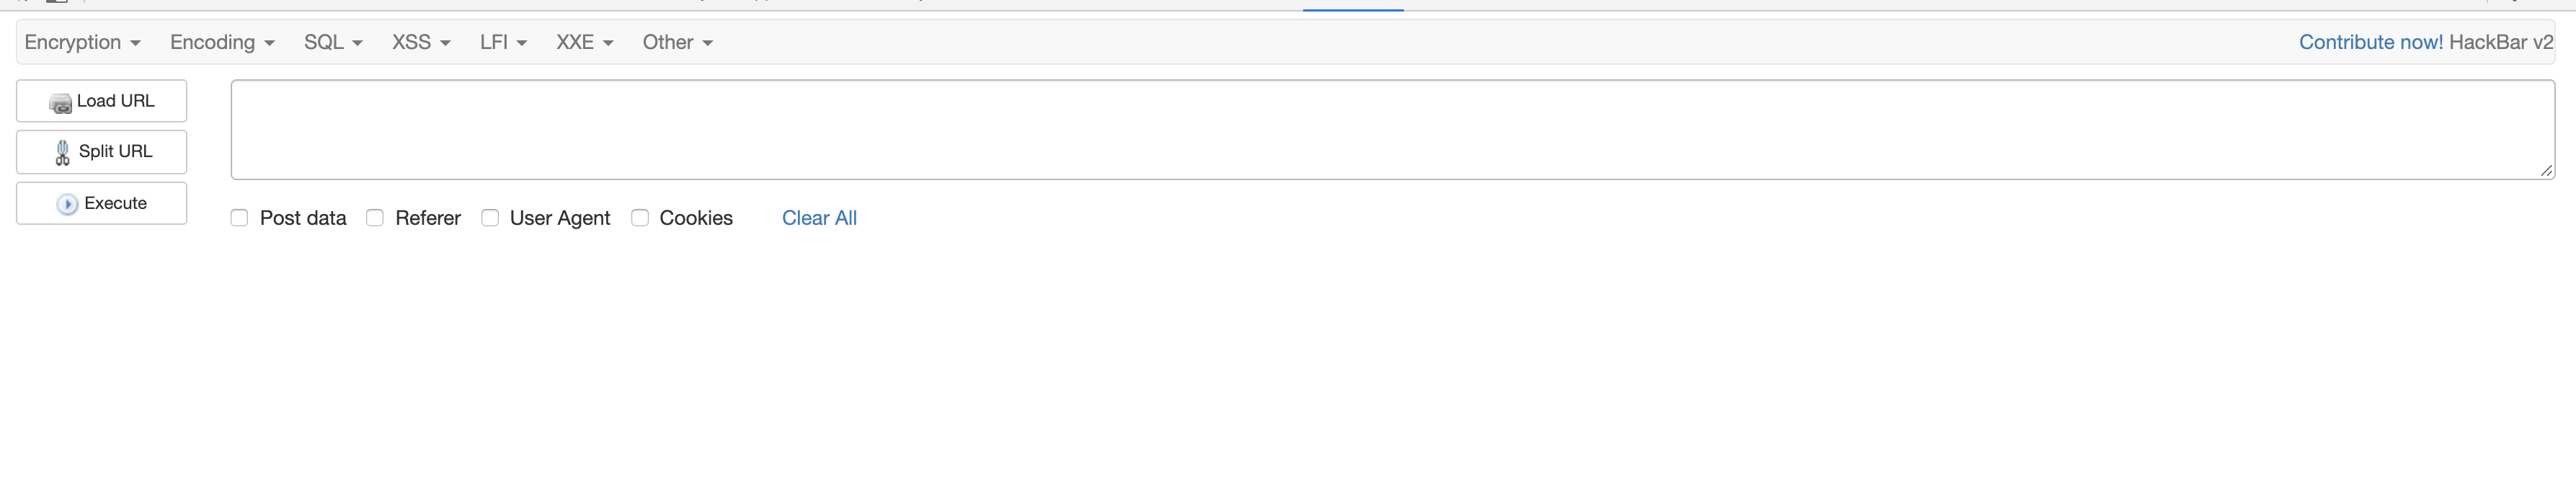 Encryption Encoding SQL XSS LFI XXE Other Contribute now! HackBar v2
Load URL
Split URL
Execute
Post data Referer User Agent Cookies Clear All